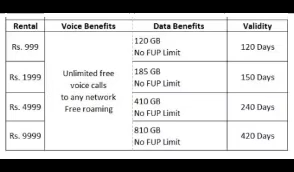 Rental Voice Benefits Data Benefits Validity
Rs. 999
120 GB
No FUP Limit
120 Days
Rs. 1999
185 GB
No FUP Limit
150 Days
Unlimited free
voice calls
to any network
Free roaming
Rs. 4999
410 GB
No FUP Limit
240 Days
Rs. 9999
810 GB
No FUP Limit
420 Days